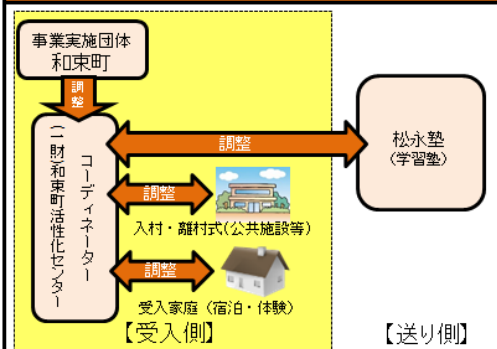 事業実施団体
和束町
調整
コーディネーター
(一財)和束町活性化センター
調整
松永塾
(学習塾)
調整
入村・離村式(公共施設等)
調整
受入家庭(宿泊・体験)
【受入側】
【送り側】